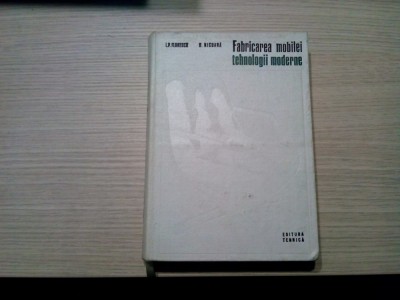 Fabricarea mobilei
tehnologii moderne
EDITURA
TEHNICA